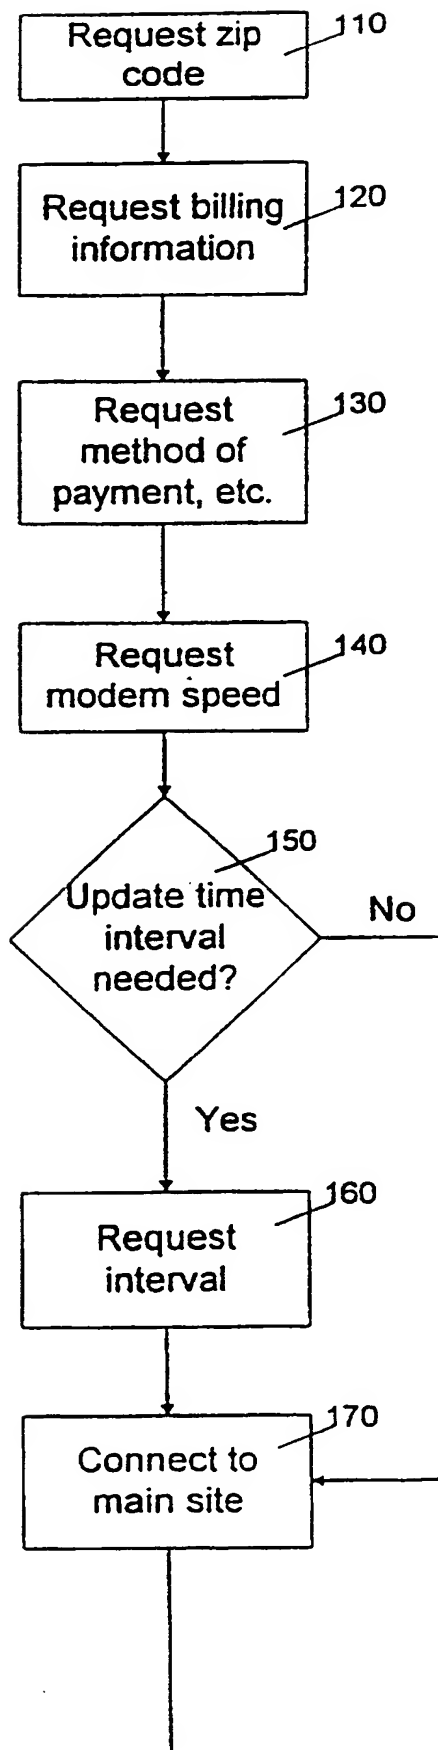 Request zip
code
110
Request billing
information
120
Request
method of
payment, etc.
130
Request
modem speed
140
150
Update time
interval
needed?
No
Yes
160
Request
interval
170
Connect to
main site